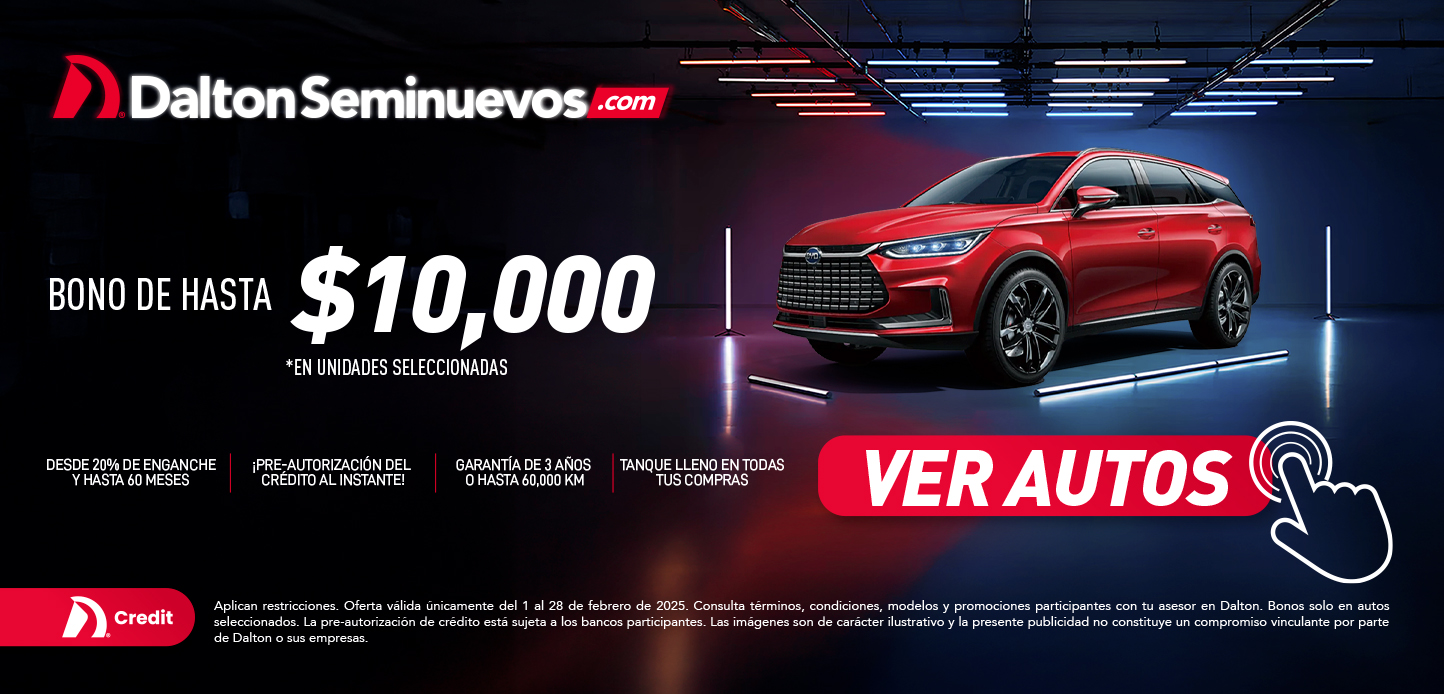 DaltonSeminuevos.com
BONO DE HASTA $10,000
*EN UNIDADES SELECCIONADAS
BYD
DESDE 20% DE ENGANCHE
Y HASTA 60 MESES
¡PRE-AUTORIZACIÓN DEL
CRÉDITO AL INSTANTE!
GARANTÍA DE 3 AÑOS
O HASTA 60,000 KM
TANQUE LLENO EN TODAS
TUS COMPRAS
VER AUTOS
Credit
Aplican restricciones. Oferta válida únicamente del 1 al 28 de febrero de 2025. Consulta términos, condiciones, modelos y promociones participantes con tu asesor en Dalton. Bonos solo en autos
seleccionados. La pre-autorización de crédito está sujeta a los bancos participantes. Las imágenes son de carácter ilustrativo y la presente publicidad no constituye un compromiso vinculante por parte
de Dalton o sus empresas.